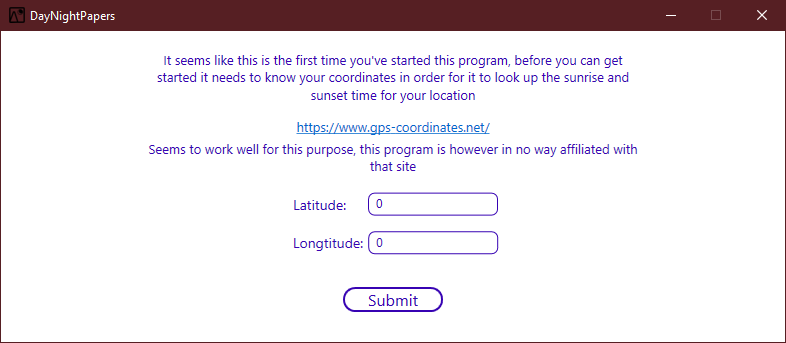 DayNightPapers
It seems like this is the first time you've started this program, before you can get
started it needs to know your coordinates in order for it to look up the sunrise and
sunset time for your location
https://www.gps-coordinates.net/
Seems to work well for this purpose, this program is however in no way affiliated with
that site
Latitude: 0
Longtitude: 0
Submit